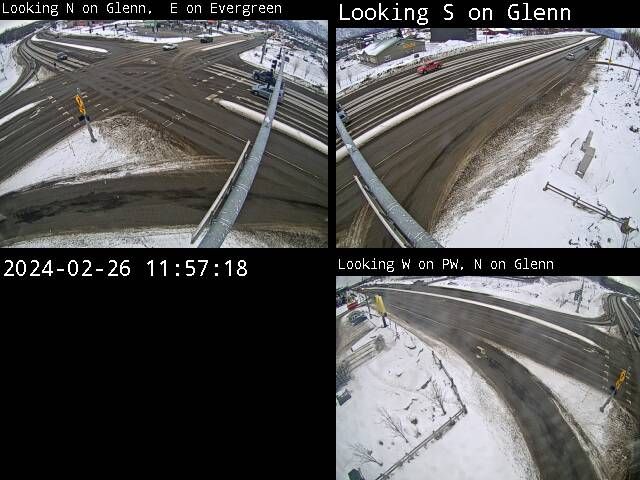 Looking N on Glenn, E on Evergreen
Looking S on Glenn
2024-02-26 11:57:18
Looking W on PW, N on Glenn